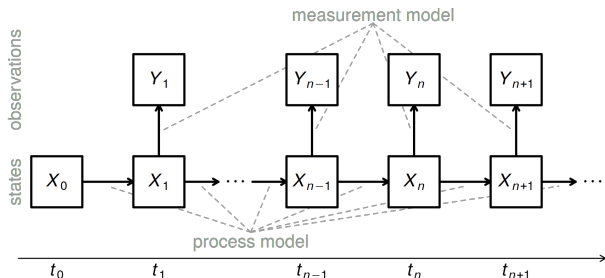 measurement model
observations
Y₁ Yₙ₋₁ Yₙ Yₙ₊₁
states
X₀ X₁ ⋯ Xₙ₋₁ Xₙ Xₙ₊₁ ⋯
process model
t₀ t₁ tₙ₋₁ tₙ tₙ₊₁